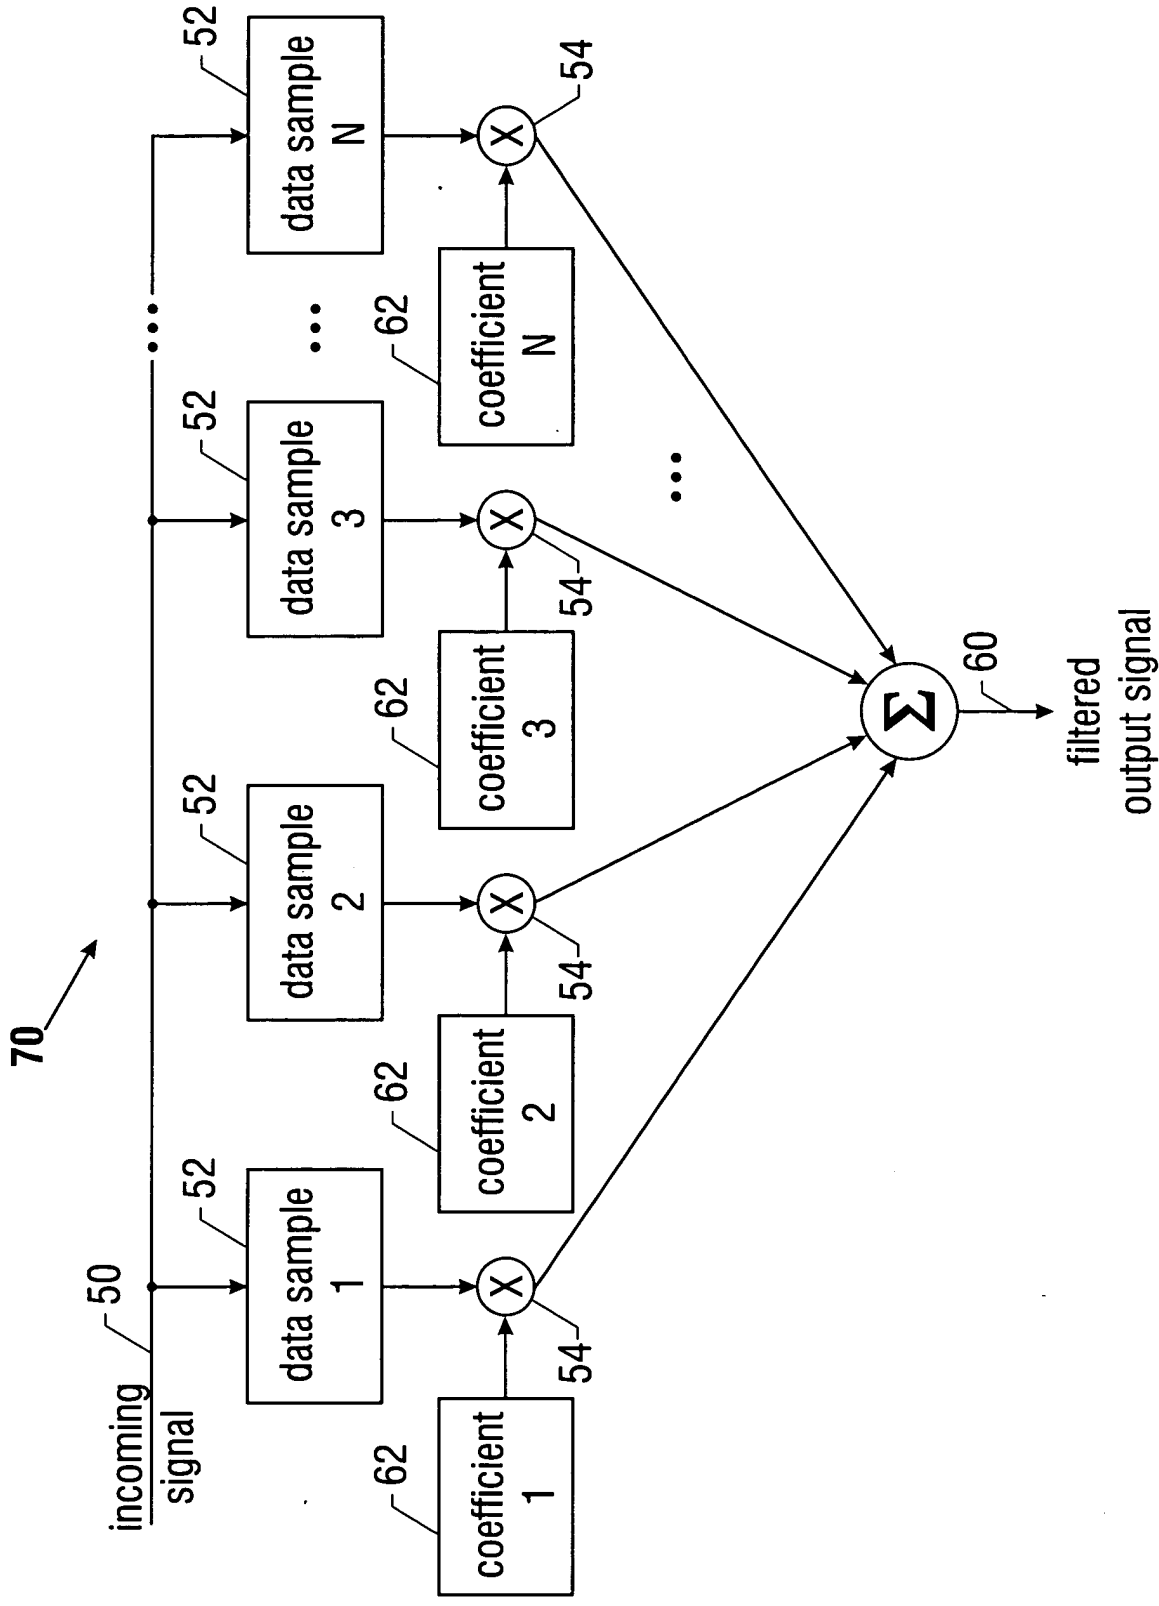 70
incoming
signal
50
52
data sample
1
52
data sample
2
52
data sample
3
52
data sample
N
62
coefficient
1
X
54
62
coefficient
2
X
54
62
coefficient
3
X
54
62
coefficient
N
X
54
Σ
60
filtered
output signal